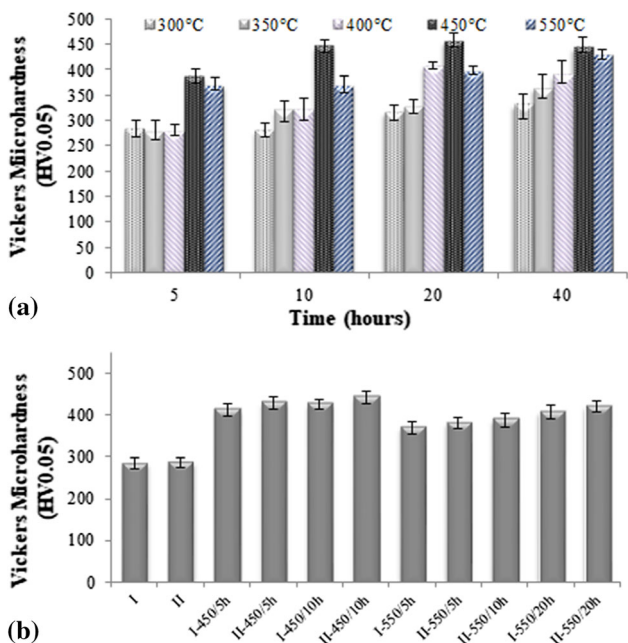 300°C 350°C 400°C 450°C 550°C
Vickers Microhardness
(HV0.05)
500
450
400
350
300
250
200
150
100
50
0
5 10 20 40
Time (hours)
(a)
Vickers Microhardness
(HV0.05)
500
400
300
200
100
0
I
II
I-450/5h
II-450/5h
I-450/10h
II-450/10h
I-550/5h
II-550/5h
II-550/10h
I-550/20h
II-550/20h
(b)